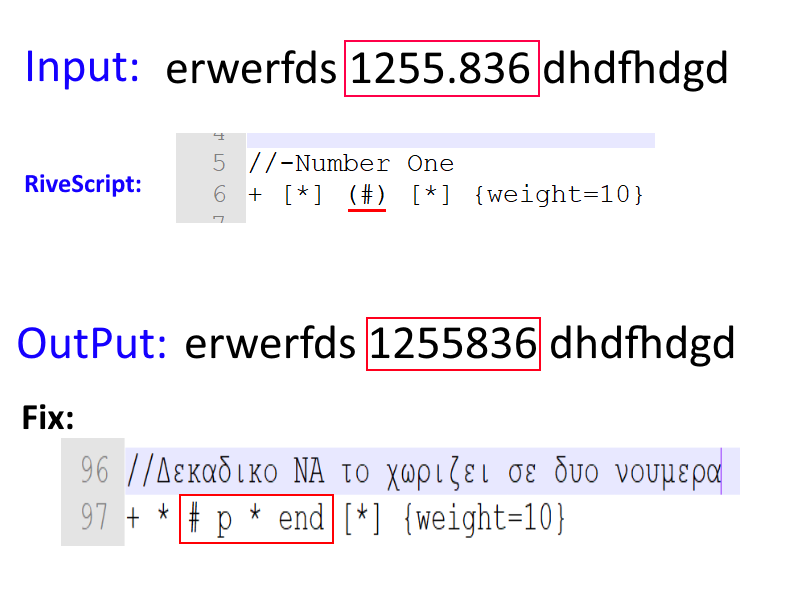 Input: erwerfds 1255.836 dhdfhdgd
4
5 //-Number One
RiveScript:
6 + [*] (#) [*] {weight=10}
7
OutPut: erwerfds 1255836 dhdfhdgd
Fix:
96 //Δεκαδικο ΝΑ το χωριζει σε δυο νουμερα
97 + * # p * end [*] {weight=10}